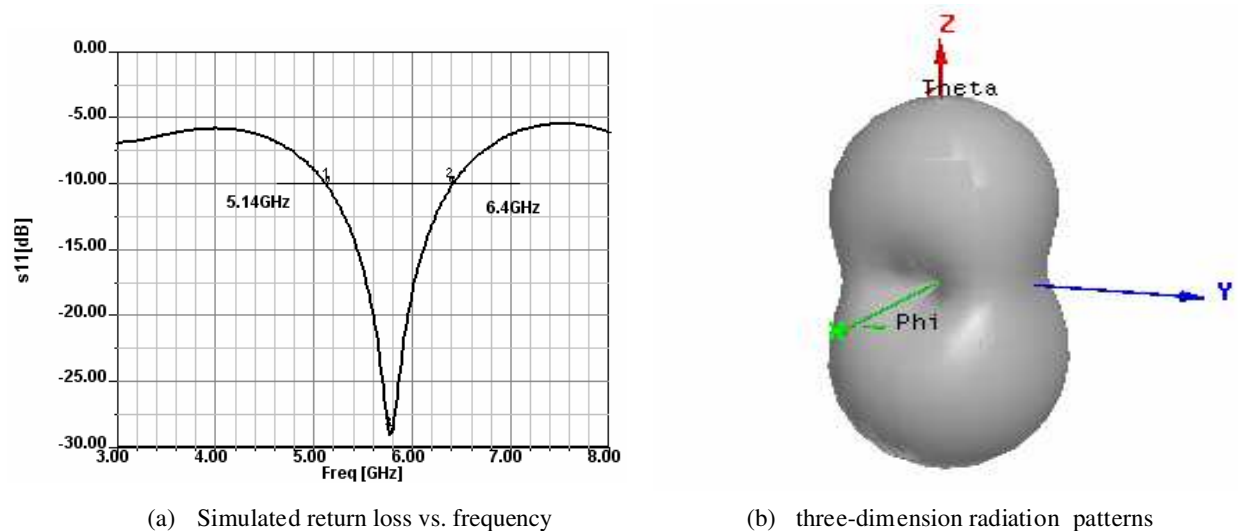 0.00
-5.00
-10.00
-15.00
-20.00
-25.00
-30.00
s11[dB]
1
2
5.14GHz
6.4GHz
3.00 4.00 5.00 6.00 7.00 8.00
Freq [GHz]
Z
Theta
Y
Phi
(a) Simulated return loss vs. frequency
(b) three-dimension radiation patterns